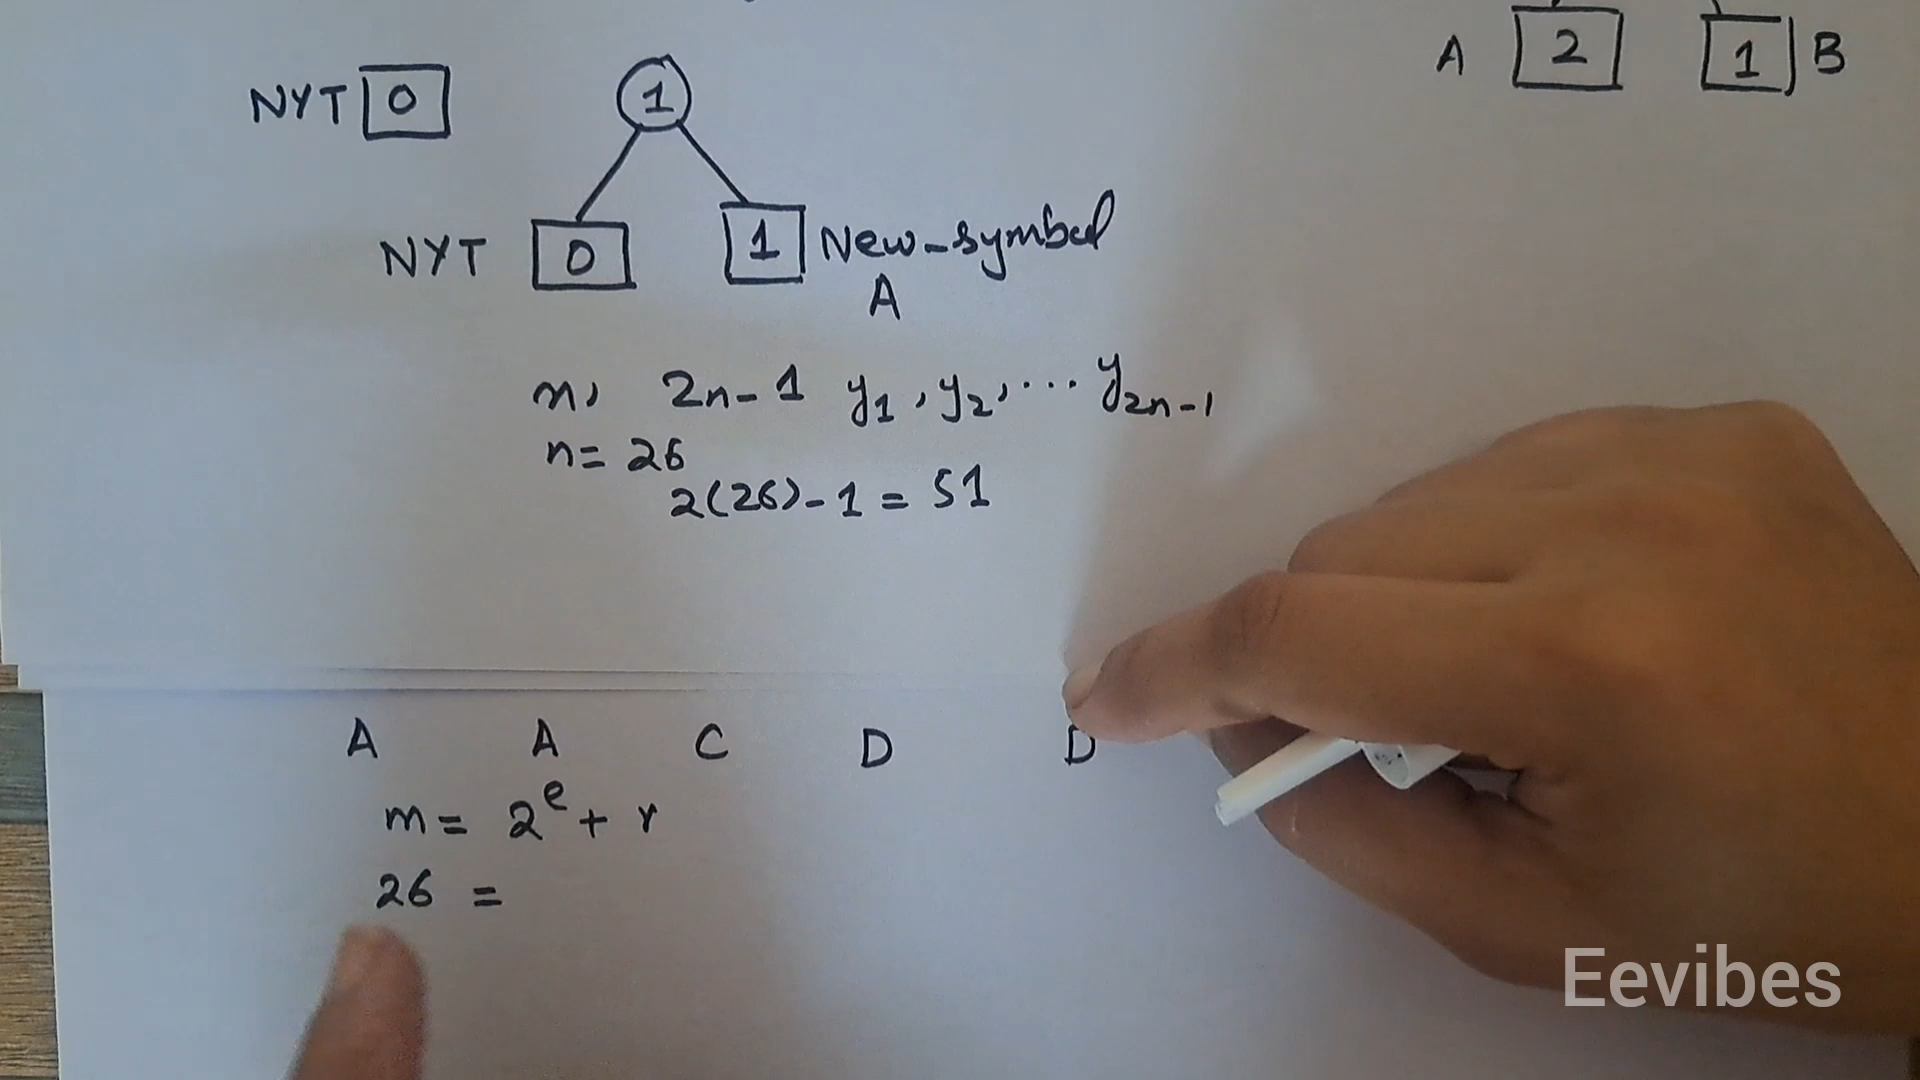 A 2 1 B
NYT 0 1
NYT 0 1 New-symbol
A
n, 2n-1 y₁, y₂, ... y₂ₙ₋₁
n= 26
2(26)-1 = 51
A A C D D
m= 2ᵉ+ r
26 =
Eevibes